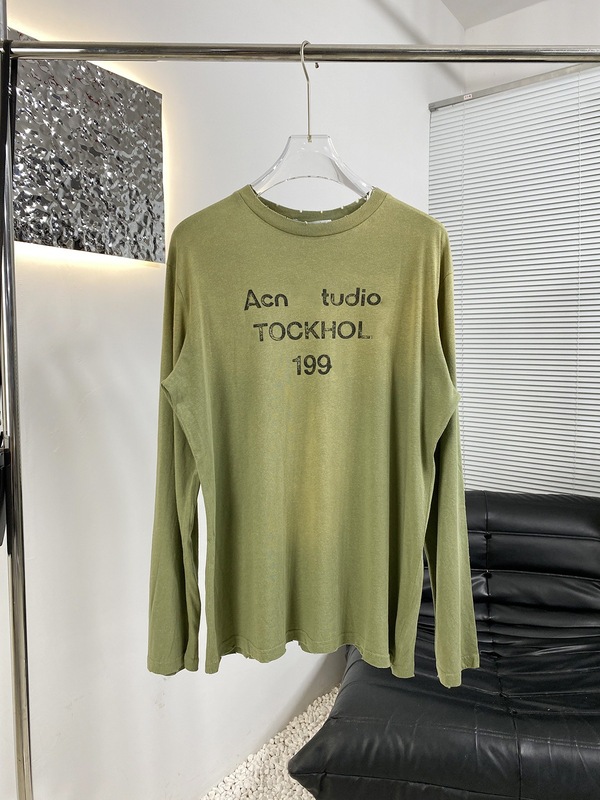 Acn tudio
TOCKHOL
199